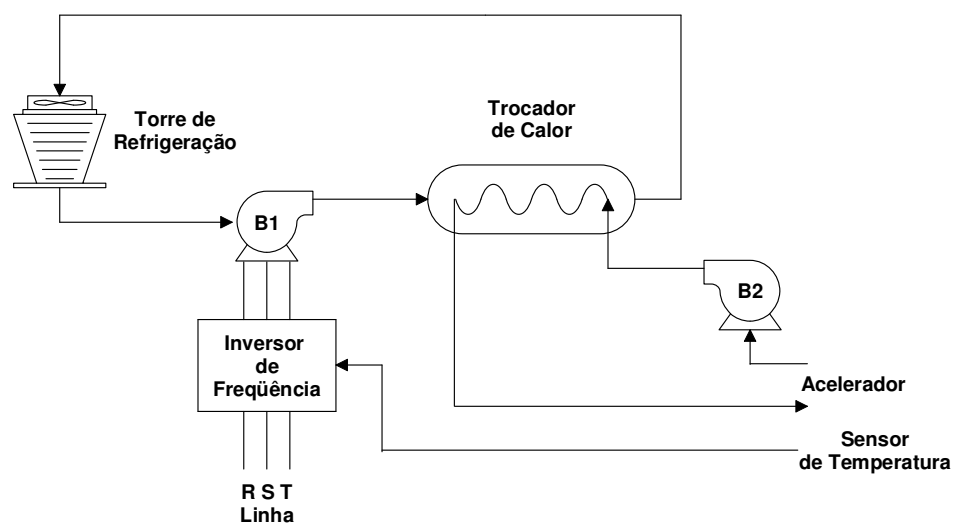 Torre de
Refrigeração
Trocador
de Calor
B1
B2
Inversor
de
Freqüência
Acelerador
Sensor
de Temperatura
R S T
Linha